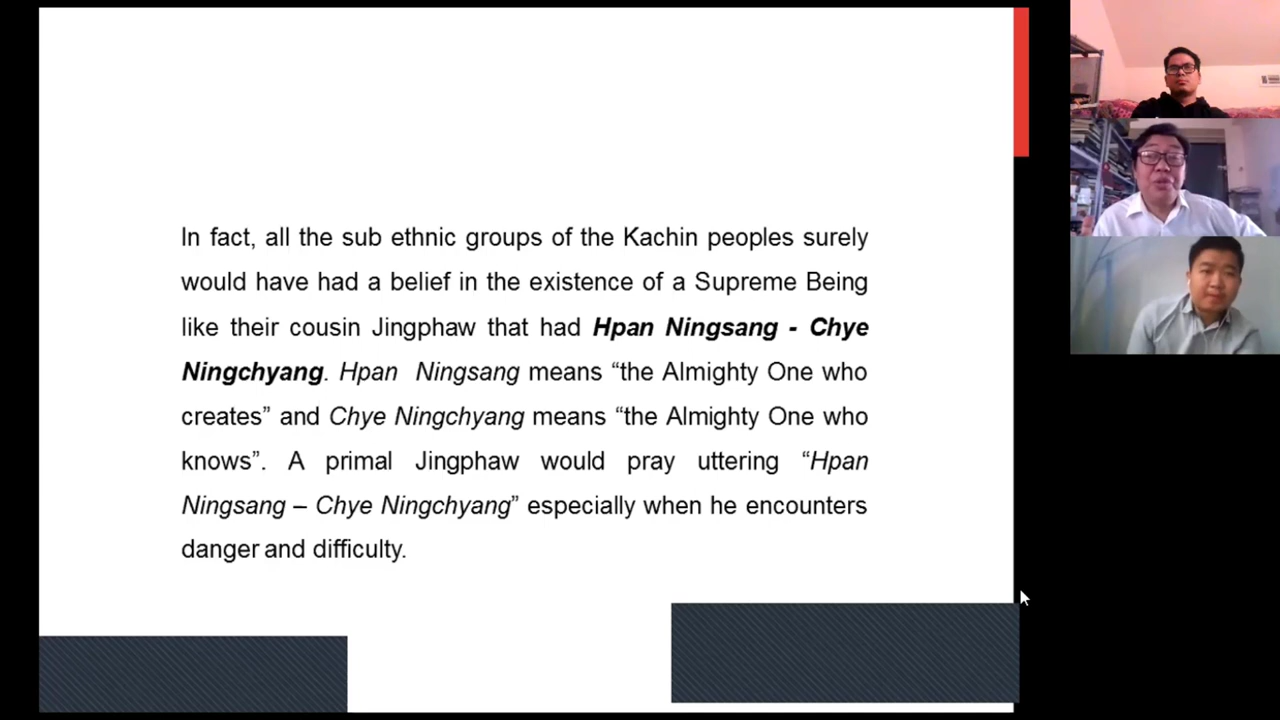 In fact, all the sub ethnic groups of the Kachin peoples surely
would have had a belief in the existence of a Supreme Being
like their cousin Jingphaw that had Hpan Ningsang - Chye
Ningchyang. Hpan Ningsang means “the Almighty One who
creates” and Chye Ningchyang means “the Almighty One who
knows”. A primal Jingphaw would pray uttering “Hpan
Ningsang – Chye Ningchyang” especially when he encounters
danger and difficulty.